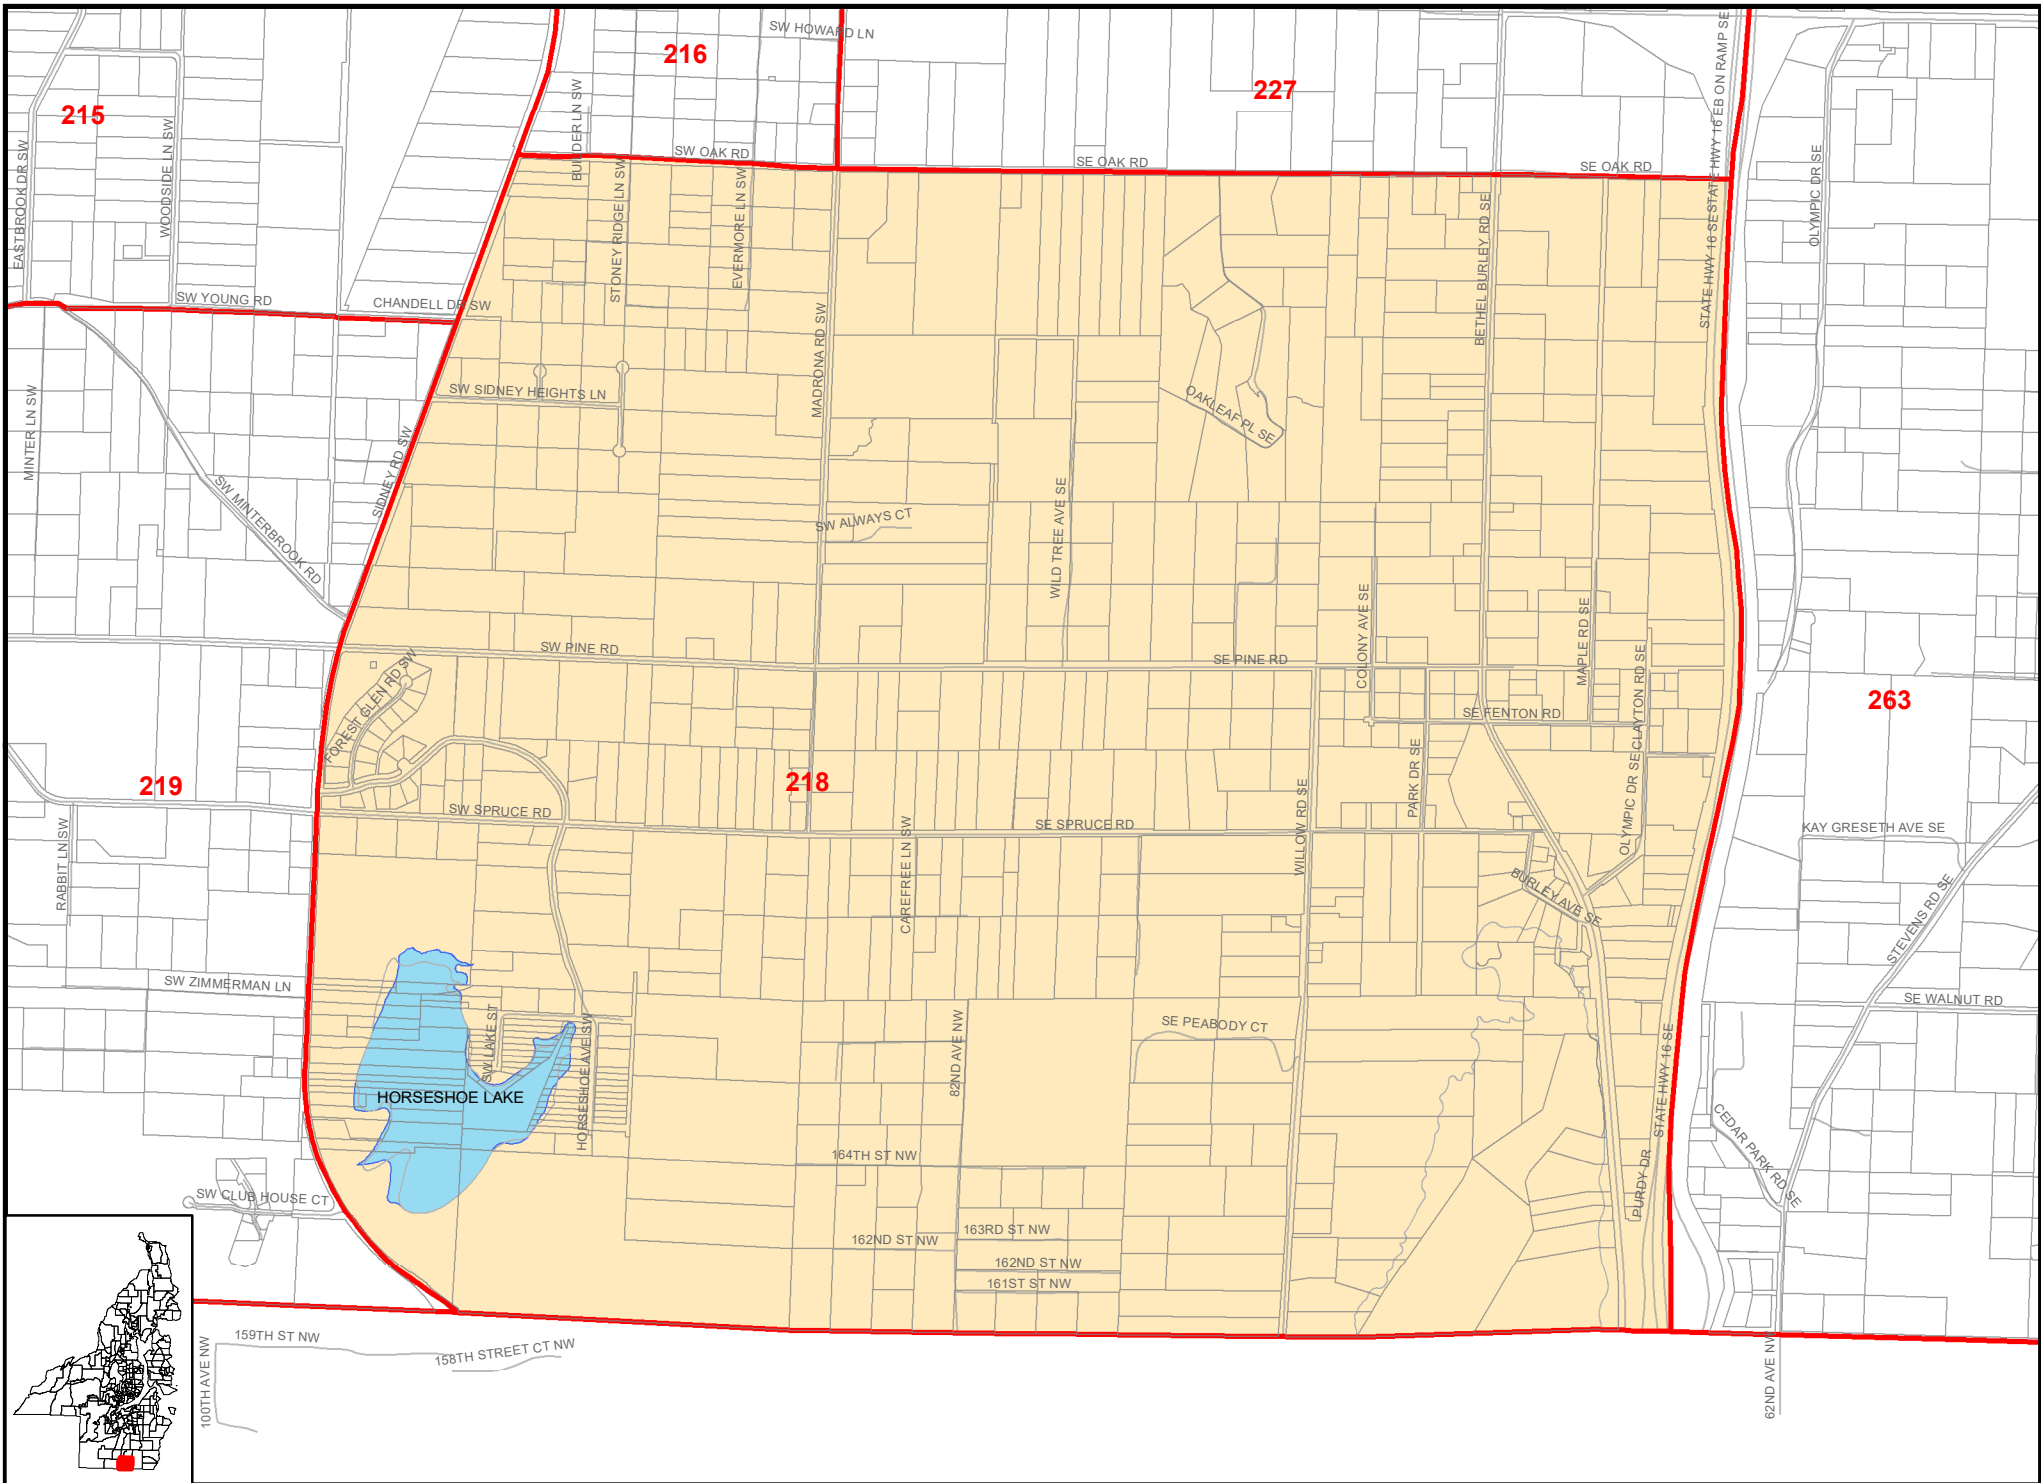 SW HOWARD LN
216
227
215
STATE HWY 16 EB ON RAMP SE
BUILDER LN SW
WOODSIDE LN SW
EASTBROOK DR SW
SW OAK RD
SE OAK RD
SE OAK RD
OLYMPIC DR SE
STONEY RIDGE LN SW
EVERMORE LN SW
BETHEL BURLEY RD SE
STATE HWY 16 SE
SW YOUNG RD
CHANDELL DR SW
MADRONA RD SW
SW SIDNEY HEIGHTS LN
OAKLEAF PL SE
MINTER LN SW
SIDNEY RD SW
SW MINTERBROOK RD
SW ALWAYS CT
WILD TREE AVE SE
COLONY AVE SE
MAPLE RD SE
SW PINE RD
SE PINE RD
FOREST GLEN RD SW
CLAYTON RD SE
263
SE FENTON RD
219
218
PARK DR SE
OLYMPIC DR SE
WILLOW RD SE
SW SPRUCE RD
SE SPRUCE RD
KAY GRESETH AVE SE
RABBIT LN SW
CAREFREE LN SW
BURLEY AVE SE
STEVENS RD SE
SW ZIMMERMAN LN
SE WALNUT RD
SW LAKE ST
HORSESHOE AVE SW
82ND AVE NW
SE PEABODY CT
STATE HWY 16 SE
HORSESHOE LAKE
CEDAR PARK RD SE
164TH ST NW
PURDY DR
SW CLUB HOUSE CT
163RD ST NW
162ND ST NW
162ND ST NW
161ST ST NW
159TH ST NW
158TH STREET CT NW
100TH AVE NW
62ND AVE NW